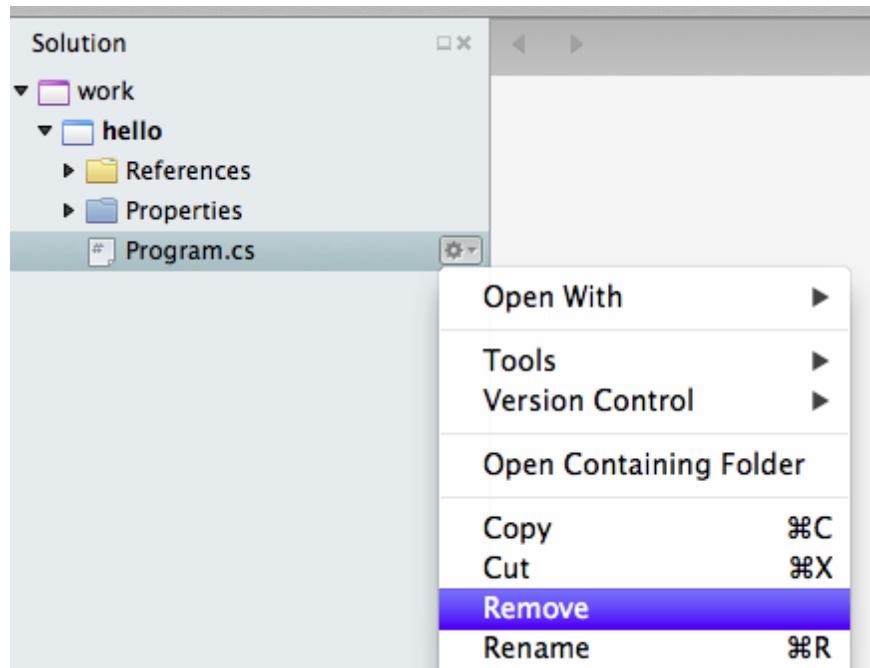 Solution
work
hello
References
Properties
Program.cs
Open With
Tools
Version Control
Open Containing Folder
Copy ⌘C
Cut ⌘X
Remove
Rename ⌘R